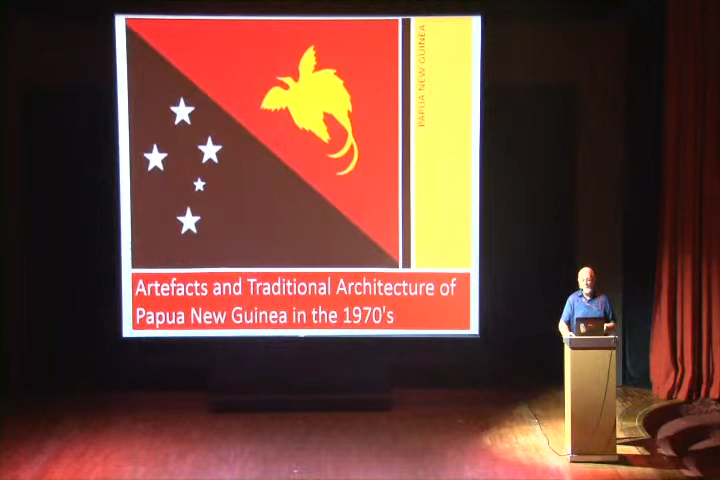 PAPUA NEW GUINEA
Artefacts and Traditional Architecture of
Papua New Guinea in the 1970's